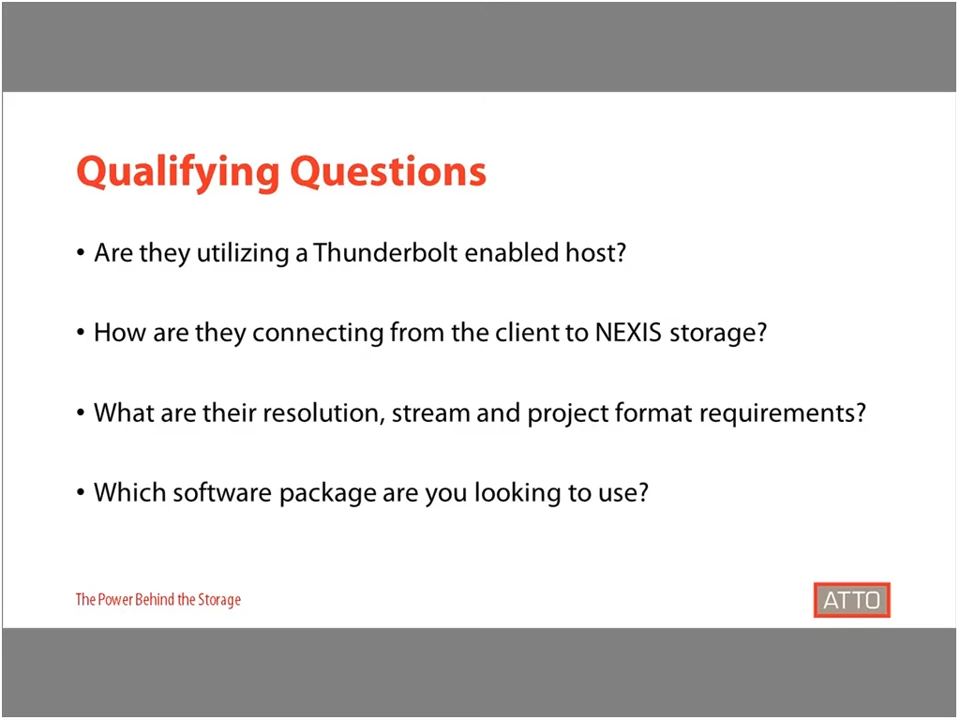 Qualifying Questions
• Are they utilizing a Thunderbolt enabled host?
• How are they connecting from the client to NEXIS storage?
• What are their resolution, stream and project format requirements?
• Which software package are you looking to use?
The Power Behind the Storage
ATTO